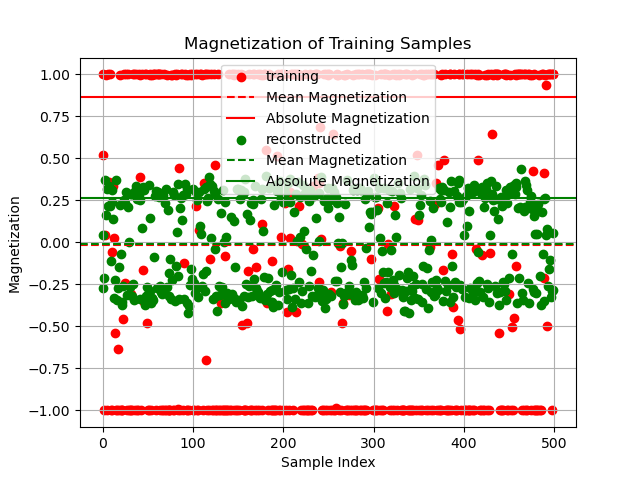 Magnetization of Training Samples
training
Mean Magnetization
Absolute Magnetization
reconstructed
Mean Magnetization
Absolute Magnetization
Magnetization
1.00
0.75
0.50
0.25
0.00
−0.25
−0.50
−0.75
−1.00
0
100
200
300
400
500
Sample Index